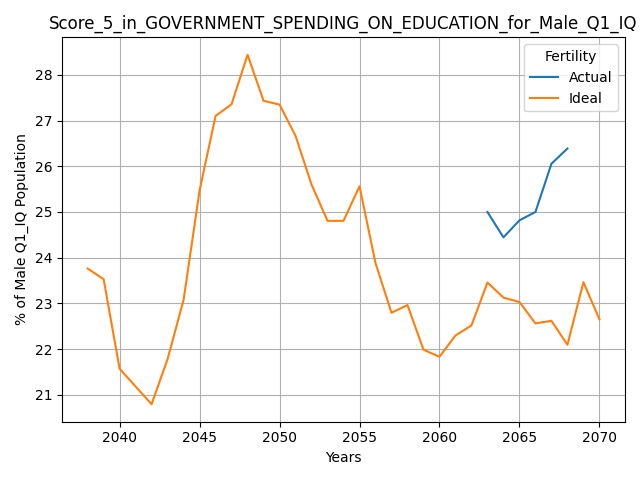 Score_5_in_GOVERNMENT_SPENDING_ON_EDUCATION_for_Male_Q1_IQ
Fertility
Actual
Ideal
% of Male Q1_IQ Population
28
27
26
25
24
23
22
21
2040 2045 2050 2055 2060 2065 2070
Years